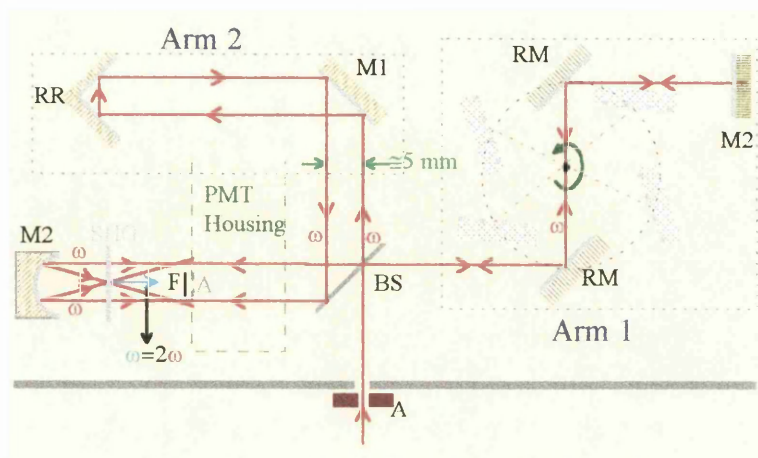 Arm 2
RM
M1
RR
M2
≅5 mm
PMT
Housing
ω
ω
ω
M2
ω
F
A
BS
RM
ω
ω=2ω
Arm 1
A